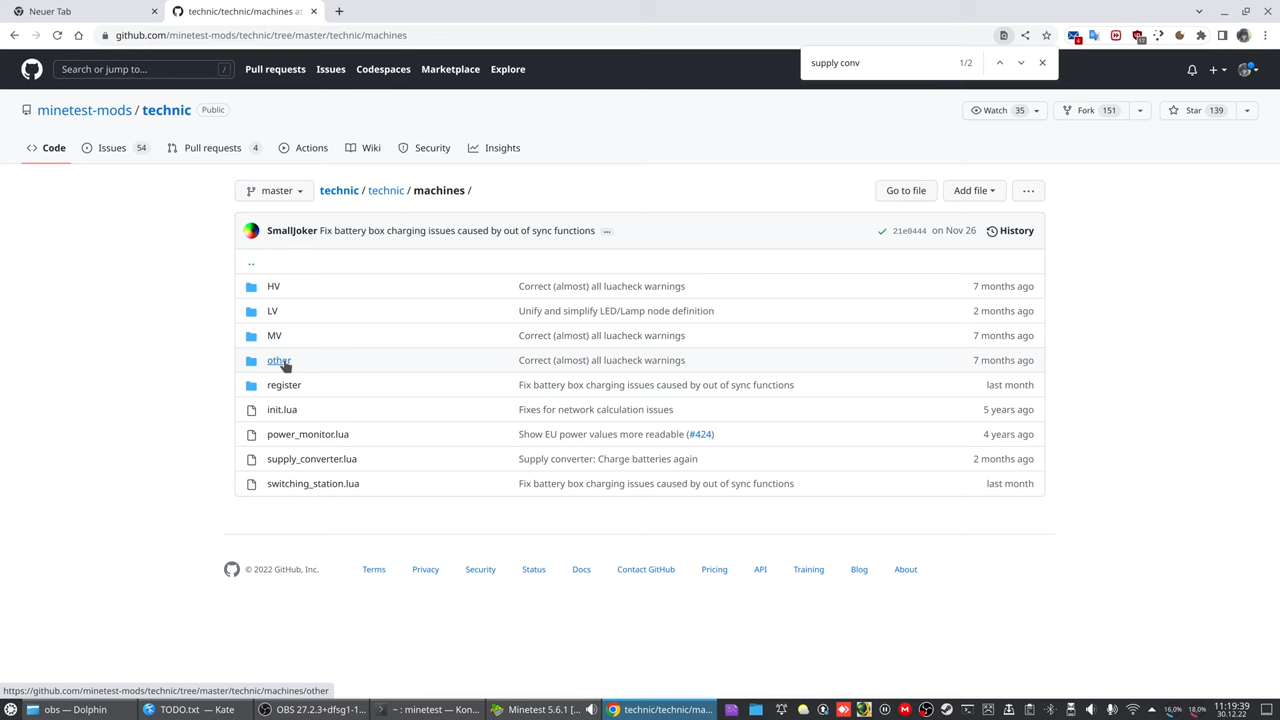 Neuer Tab
technic/technic/machines at
github.com/minetest-mods/technic/tree/master/technic/machines
4
17
supply conv
1/2
Search or jump to...
/
Pull requests
Issues
Codespaces
Marketplace
Explore
minetest-mods / technic
Public
Watch 35
Fork 151
Star 139
<> Code
Issues 54
Pull requests 4
Actions
Wiki
Security
Insights
master
technic / technic / machines /
Go to file
Add file
...
SmallJoker Fix battery box charging issues caused by out of sync functions ...
21e0444 on Nov 26
History
..
HV Correct (almost) all luacheck warnings 7 months ago
LV Unify and simplify LED/Lamp node definition 2 months ago
MV Correct (almost) all luacheck warnings 7 months ago
other Correct (almost) all luacheck warnings 7 months ago
register Fix battery box charging issues caused by out of sync functions last month
init.lua Fixes for network calculation issues 5 years ago
power_monitor.lua Show EU power values more readable (#424) 4 years ago
supply_converter.lua Supply converter: Charge batteries again 2 months ago
switching_station.lua Fix battery box charging issues caused by out of sync functions last month
© 2022 GitHub, Inc.
Terms
Privacy
Security
Status
Docs
Contact GitHub
Pricing
API
Training
Blog
About
https://github.com/minetest-mods/technic/tree/master/technic/machines/other
obs — Dolphin
TODO.txt — Kate
OBS 27.2.3+dfsg1-1...
~ : minetest — Kon...
Minetest 5.6.1 [...
technic/technic/ma...
16,0%
18,0%
11:19:39
30.12.22